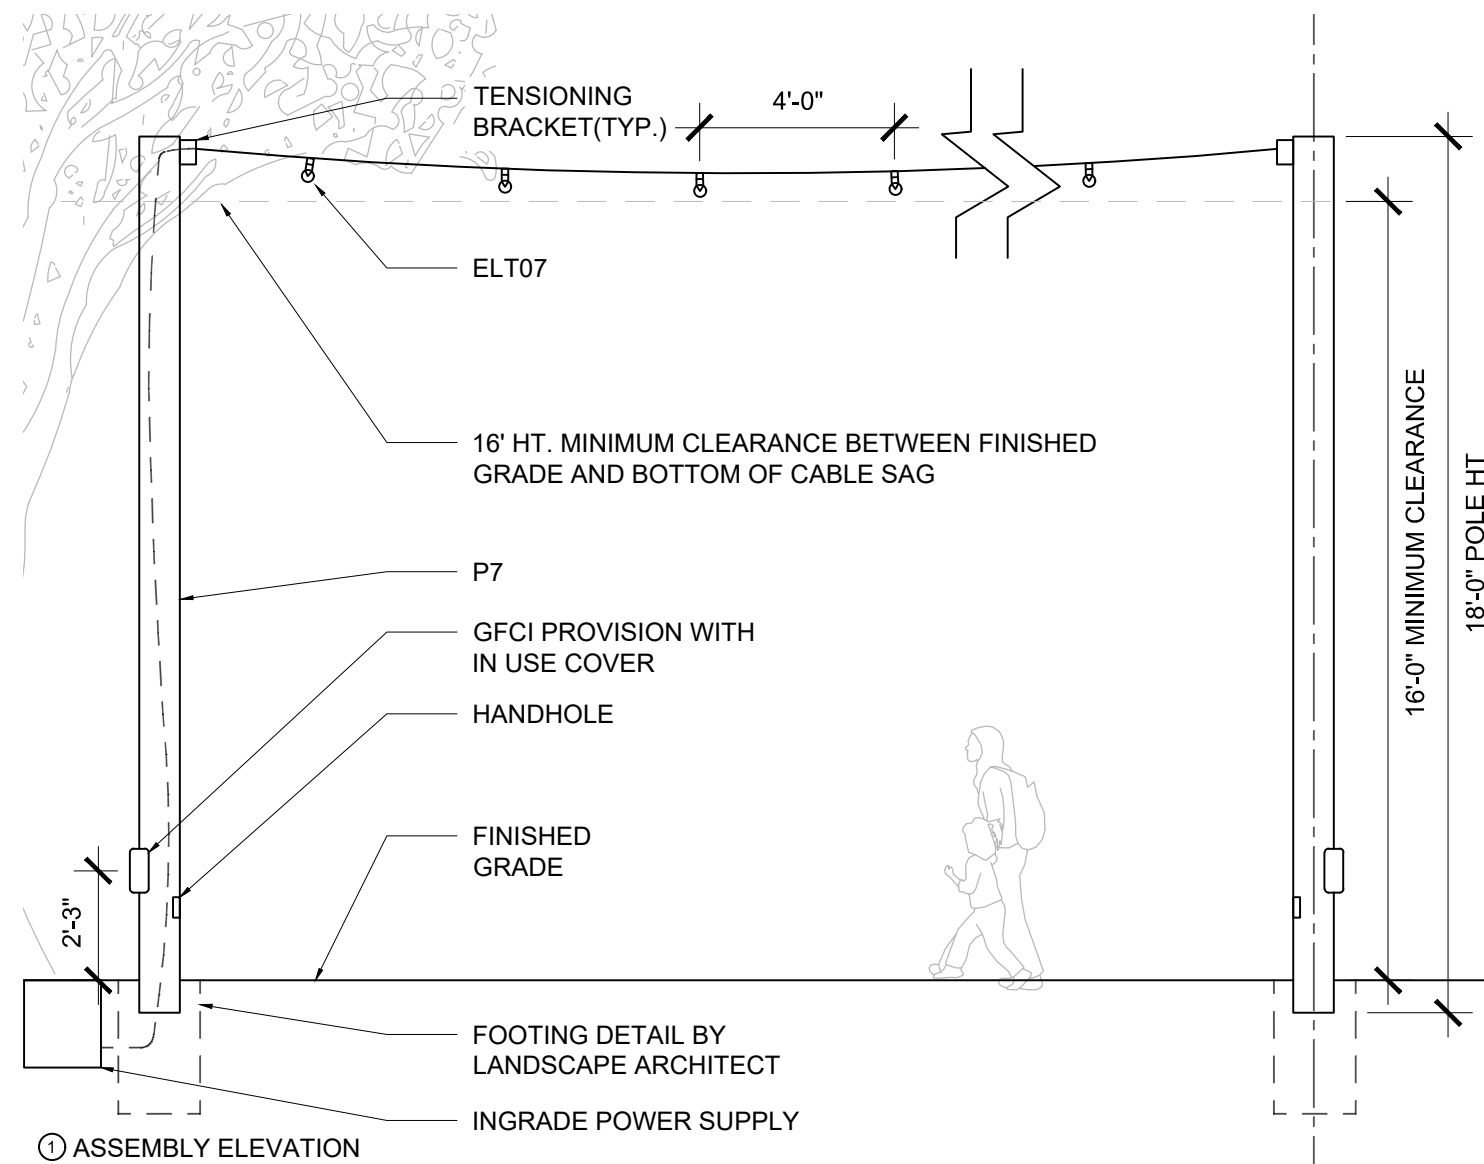 TENSIONING
BRACKET(TYP.)
4'-0"
ELT07
16' HT. MINIMUM CLEARANCE BETWEEN FINISHED
GRADE AND BOTTOM OF CABLE SAG
16'-0" MINIMUM CLEARANCE
18'-0" POLE HT
P7
GFCI PROVISION WITH
IN USE COVER
HANDHOLE
FINISHED
GRADE
2'-3"
FOOTING DETAIL BY
LANDSCAPE ARCHITECT
INGRADE POWER SUPPLY
1 ASSEMBLY ELEVATION